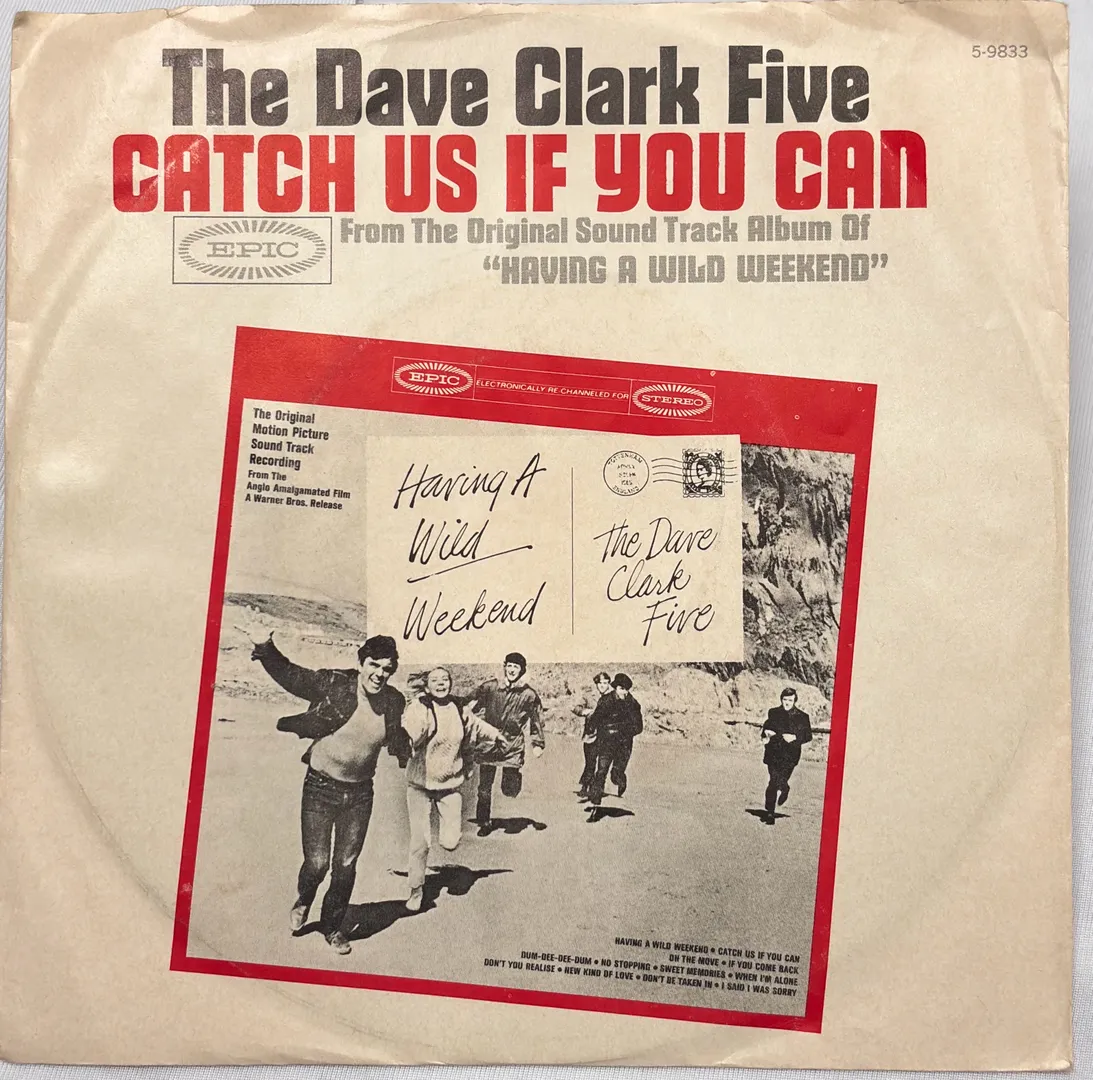 5-9833
The Dave Clark Five
CATCH US IF YOU CAN
EPIC
From The Original Sound Track Album Of
“HAVING A WILD WEEKEND”
EPIC
ELECTRONICALLY RE-CHANNELED FOR
STEREO
The Original
Motion Picture
Sound Track
Recording
From The
Anglo Amalgamated Film
A Warner Bros. Release
Having A
Wild
Weekend
TOTTENHAM
1965
ENGLAND
The Dave
Clark
Five
HAVING A WILD WEEKEND • CATCH US IF YOU CAN
ON THE MOVE • IF YOU COME BACK
DUM-DEE-DEE-DUM • NO STOPPING • SWEET MEMORIES • WHEN I'M ALONE
DON'T YOU REALISE • NEW KIND OF LOVE • DON'T BE TAKEN IN • I SAID I WAS SORRY